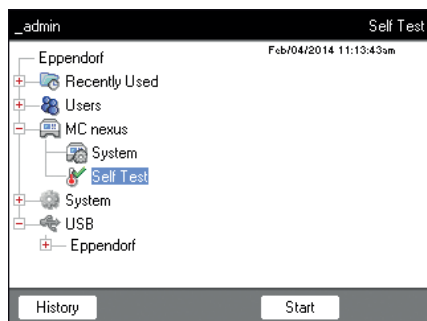 _admin
Self Test
Feb/04/2014 11:13:43am
Eppendorf
Recently Used
Users
MC nexus
System
Self Test
System
USB
Eppendorf
History
Start